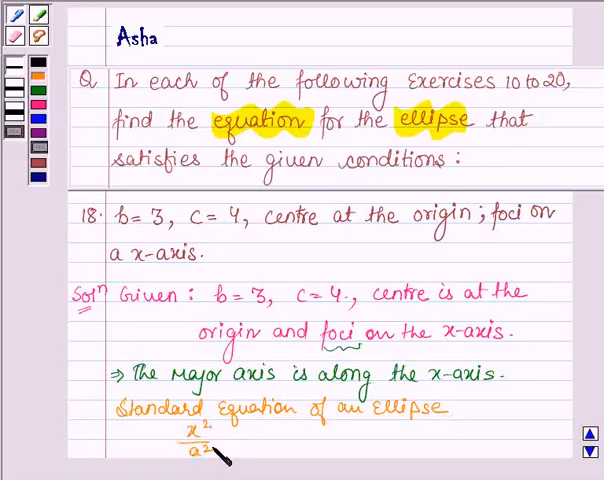 Asha
Q In each of the following Exercises 10 to 20,
find the equation for the ellipse that
satisfies the given conditions :
18. b = 3, c = 4, centre at the origin ; foci on
a x-axis.
Solⁿ Given : b = 3, c = 4., centre is at the
origin and foci on the x-axis.
⇒ The Major axis is along the x-axis.
Standard Equation of an Ellipse
x²
a²